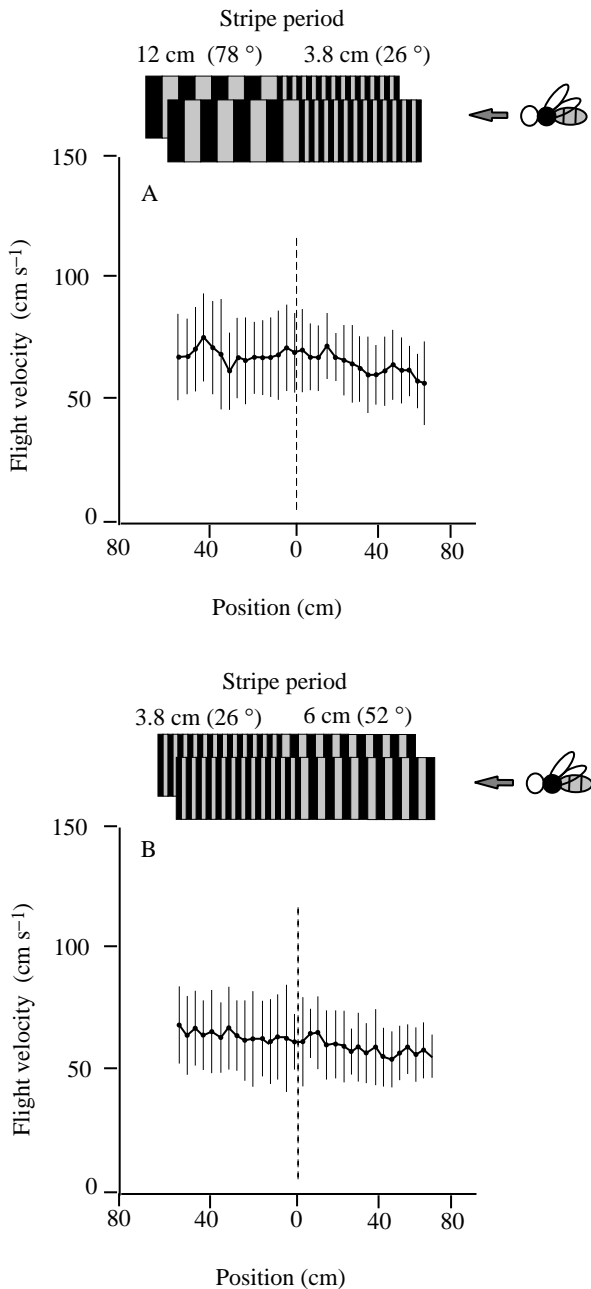 Stripe period
12 cm (78 °) 3.8 cm (26 °)
150
A
100
50
0
Flight velocity (cm s⁻¹)
80 40 0 40 80
Position (cm)
Stripe period
3.8 cm (26 °) 6 cm (52 °)
150
B
100
50
0
Flight velocity (cm s⁻¹)
80 40 0 40 80
Position (cm)